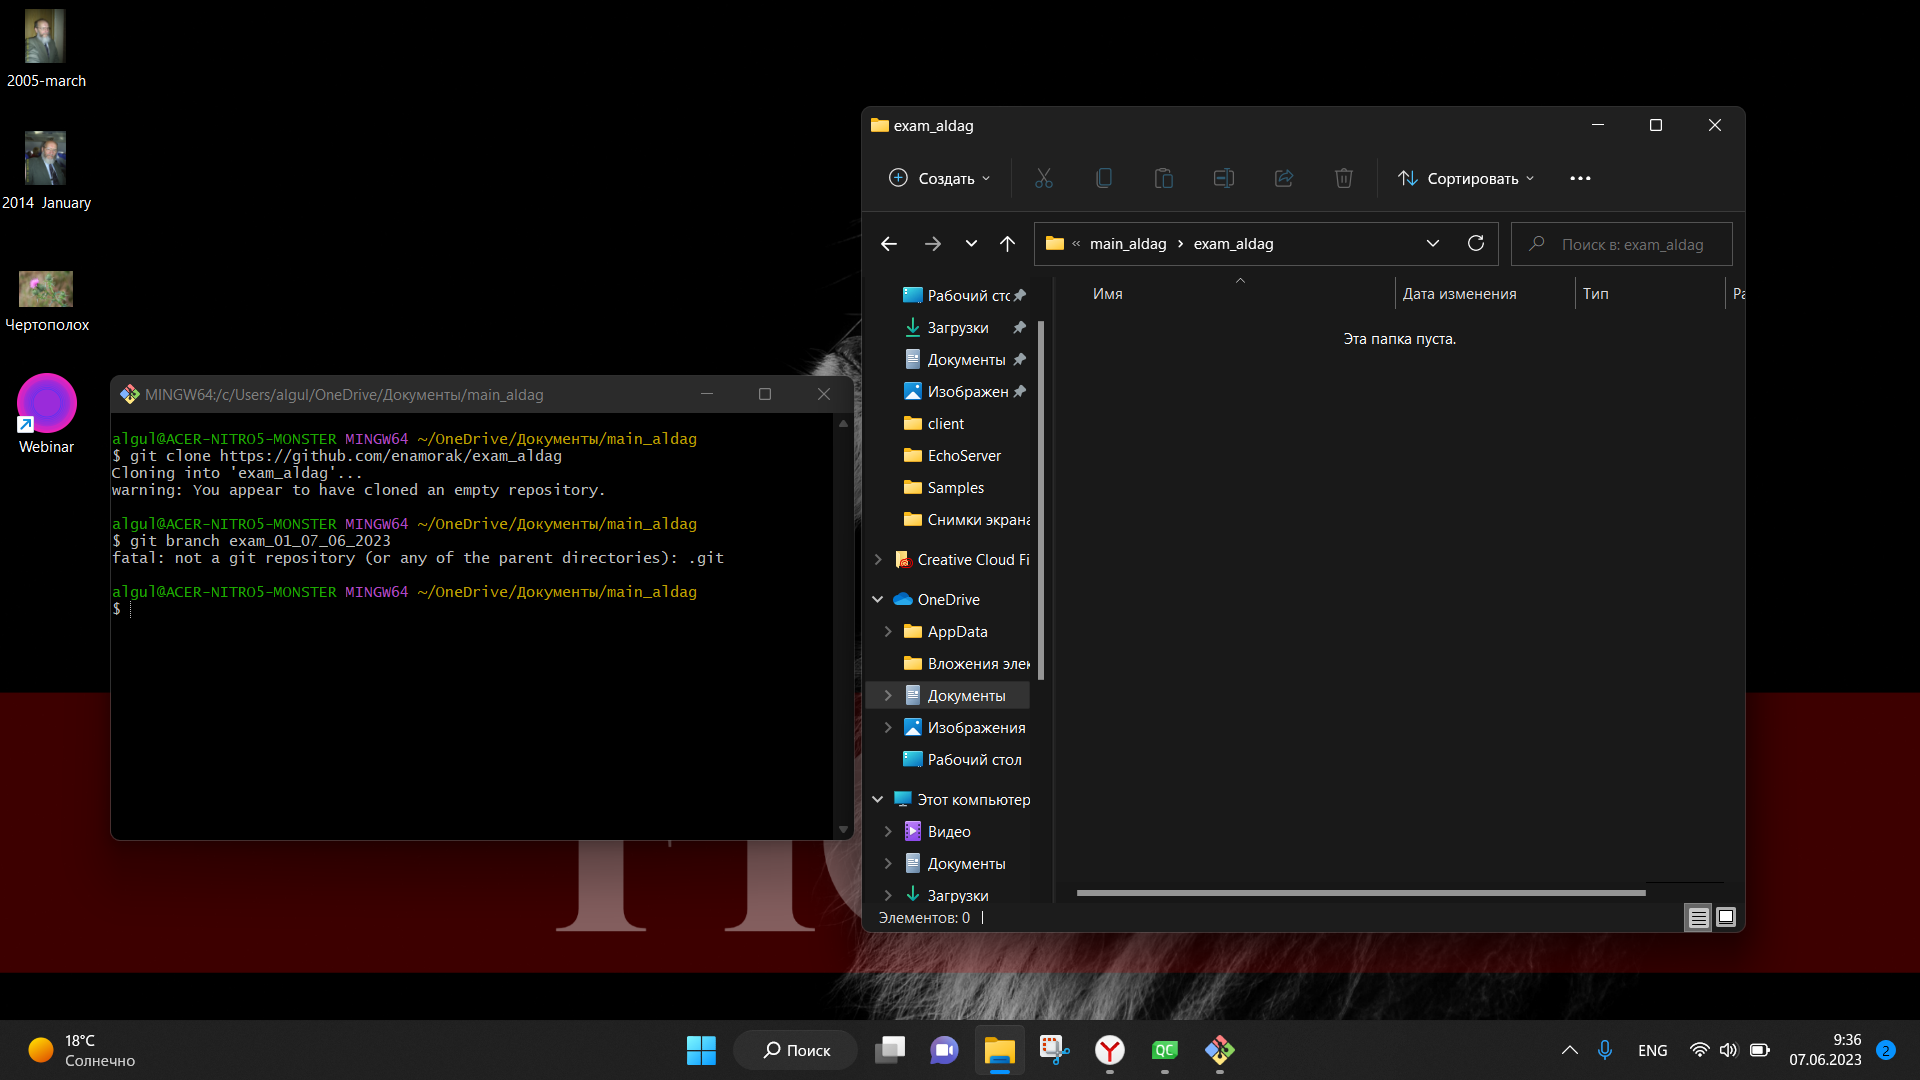 2005-march
2014 January
Чертополох
Webinar
MINGW64:/c/Users/algul/OneDrive/Документы/main_aldag
algul@ACER-NITRO5-MONSTER MINGW64 ~/OneDrive/Документы/main_aldag
$ git clone https://github.com/enamorak/exam_aldag
Cloning into 'exam_aldag'...
warning: You appear to have cloned an empty repository.
algul@ACER-NITRO5-MONSTER MINGW64 ~/OneDrive/Документы/main_aldag
$ git branch exam_01_07_06_2023
fatal: not a git repository (or any of the parent directories): .git
algul@ACER-NITRO5-MONSTER MINGW64 ~/OneDrive/Документы/main_aldag
$
exam_aldag
Создать
Сортировать
« main_aldag › exam_aldag
Поиск в: exam_aldag
Рабочий стс
Загрузки
Документы
Изображен
client
EchoServer
Samples
Снимки экрана
Creative Cloud Fi
OneDrive
AppData
Вложения элек
Документы
Изображения
Рабочий стол
Этот компьютер
Видео
Документы
Загрузки
Имя
Дата изменения
Тип
Ра
Эта папка пуста.
Элементов: 0
18°C
Солнечно
Поиск
QC
ENG
9:36
07.06.2023
2